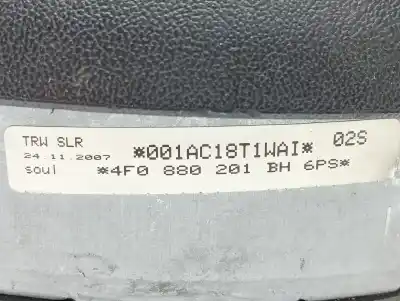 TRW SLR *001AC18T1WAI* 02S
24.11.2007
soul *4F0 880 201 BH 6PS*